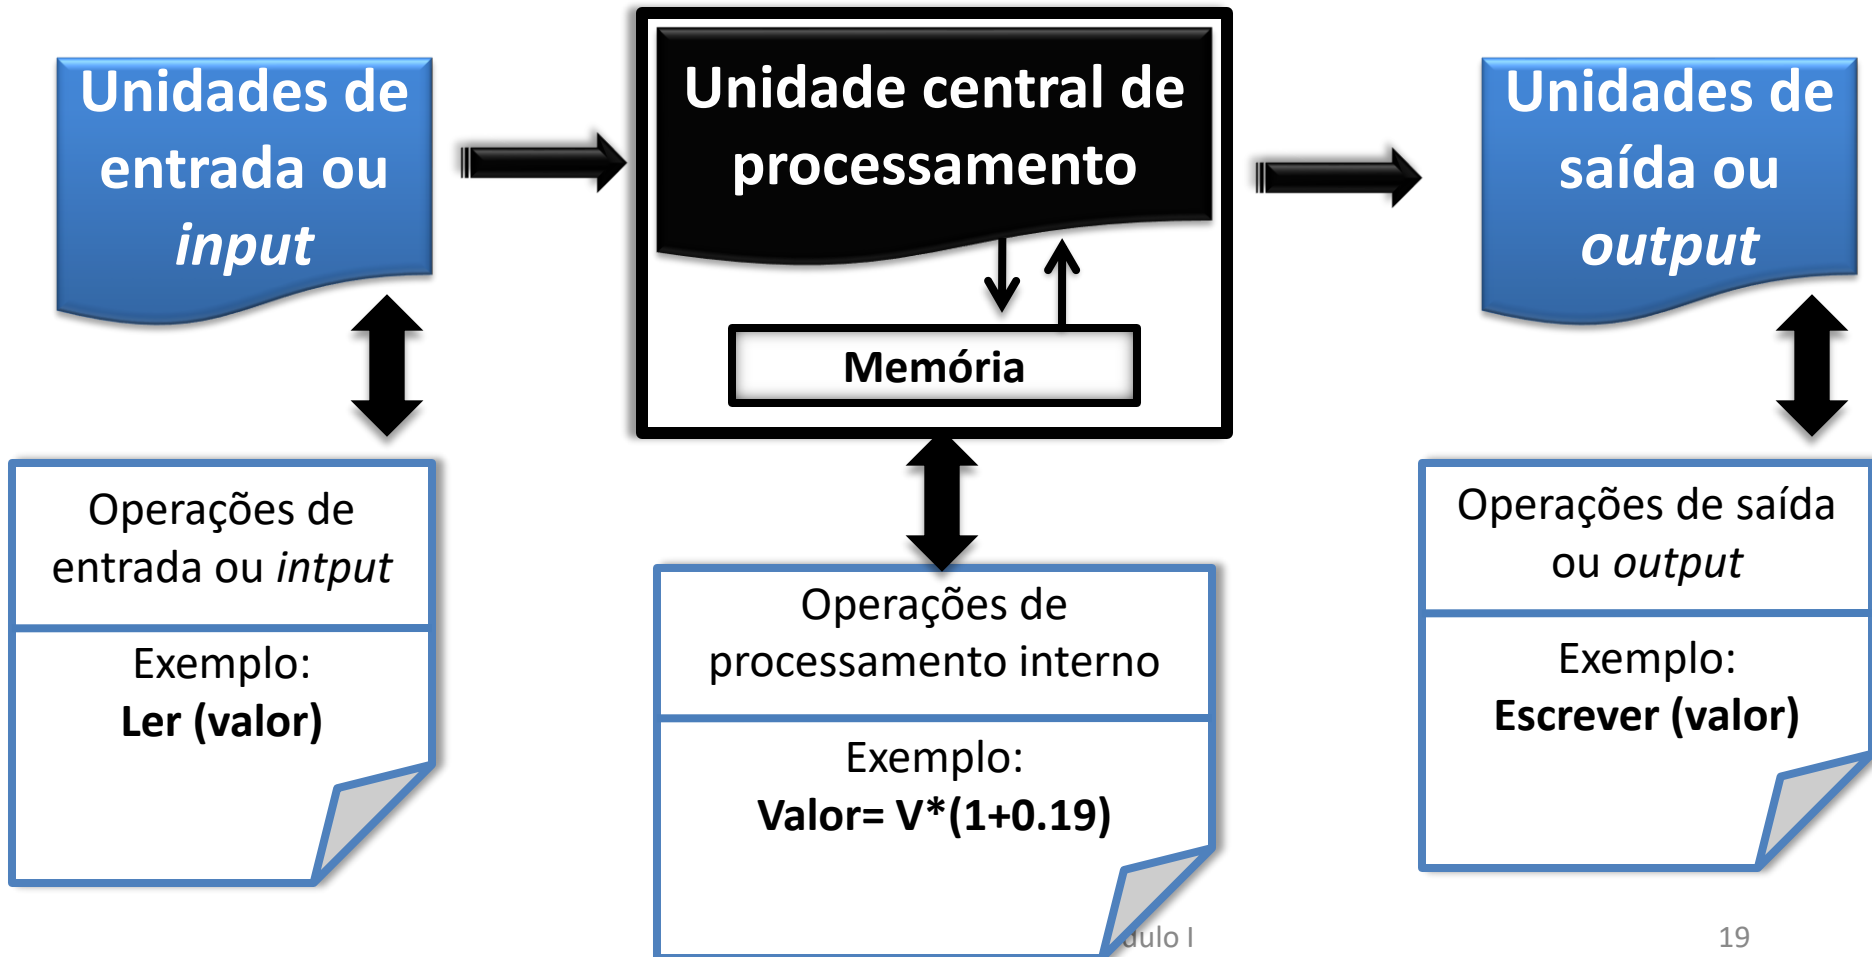 Unidades de
entrada ou
input
Unidade central de
processamento
Memória
Unidades de
saída ou
output
Operações de
entrada ou intput
Exemplo:
Ler (valor)
Operações de
processamento interno
Exemplo:
Valor= V*(1+0.19)
Operações de saída
ou output
Exemplo:
Escrever (valor)
dulo I
19